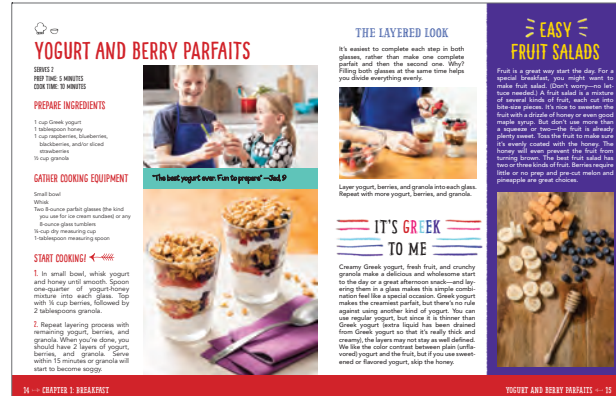 YOGURT AND BERRY PARFAITS
SERVES 2
PREP TIME: 5 MINUTES
COOK TIME: 10 MINUTES
PREPARE INGREDIENTS
1 cup Greek yogurt
1 tablespoon honey
1 cup raspberries, blueberries,
blackberries, and/or sliced
strawberries
½ cup granola
GATHER COOKING EQUIPMENT
Small bowl
Whisk
Two 8-ounce parfait glasses (the kind
you use for ice cream sundaes) or any
8-ounce glass tumblers
¼-cup dry measuring cup
1-tablespoon measuring spoon
START COOKING!
1. In small bowl, whisk yogurt
and honey until smooth. Spoon
one-quarter of yogurt-honey
mixture into each glass. Top
with ¼ cup berries, followed by
2 tablespoons granola.
2. Repeat layering process with
remaining yogurt, berries, and
granola. When you're done, you
should have 2 layers of yogurt,
berries, and granola. Serve
within 15 minutes or granola will
start to become soggy.
"The best yogurt ever. Fun to prepare" —Jad, 9
THE LAYERED LOOK
It's easiest to complete each step in both
glasses, rather than make one complete
parfait and then the second one. Why?
Filling both glasses at the same time helps
you divide everything evenly.
Layer yogurt, berries, and granola into each glass.
Repeat with more yogurt, berries, and granola.
IT'S GREEK
TO ME
Creamy Greek yogurt, fresh fruit, and crunchy
granola make a delicious and wholesome start
to the day or a great afternoon snack—and lay-
ering them in a glass makes this simple combi-
nation feel like a special occasion. Greek yogurt
makes the creamiest parfait, but there's no rule
against using another kind of yogurt. You can
use regular yogurt, but since it is thinner than
Greek yogurt (extra liquid has been drained
from Greek yogurt so that it's really thick and
creamy), the layers may not stay as well defined.
We like the color contrast between plain (unfla-
vored) yogurt and the fruit, but if you use sweet-
ened or flavored yogurt, skip the honey.
EASY
FRUIT SALADS
Fruit is a great way start the day. For a
special breakfast, you might want to
make fruit salad. (Don't worry—no let-
tuce needed.) A fruit salad is a mixture
of several kinds of fruit, each cut into
bite-size pieces. It's nice to sweeten the
fruit with a drizzle of honey or even good
maple syrup. But don't use more than
a squeeze or two—the fruit is already
plenty sweet. Toss the fruit to make sure
it's evenly coated with the honey. The
honey will even prevent the fruit from
turning brown. The best fruit salad has
two or three kinds of fruit. Berries require
little or no prep and pre-cut melon and
pineapple are great choices.
14 CHAPTER 1: BREAKFAST
YOGURT AND BERRY PARFAITS 15